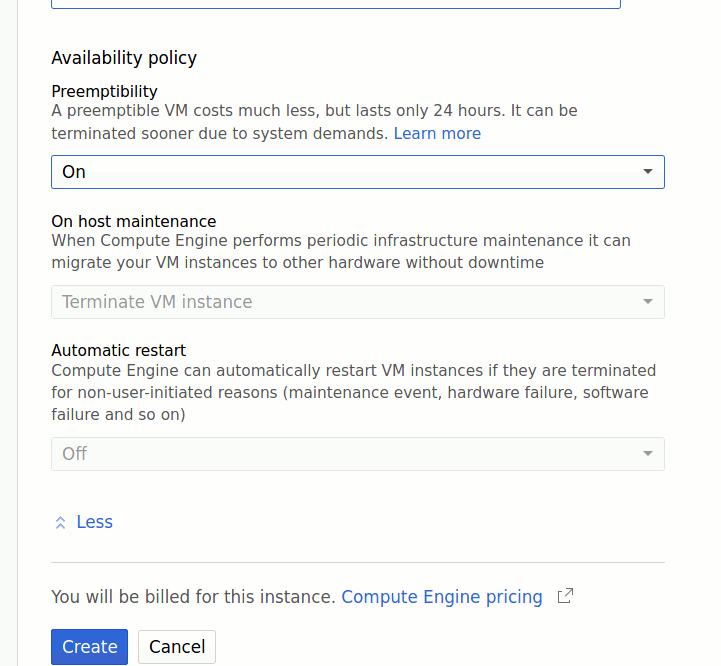 Availability policy
Preemptibility
A preemptible VM costs much less, but lasts only 24 hours. It can be
terminated sooner due to system demands. Learn more
On
On host maintenance
When Compute Engine performs periodic infrastructure maintenance it can
migrate your VM instances to other hardware without downtime
Terminate VM instance
Automatic restart
Compute Engine can automatically restart VM instances if they are terminated
for non-user-initiated reasons (maintenance event, hardware failure, software
failure and so on)
Off
Less
You will be billed for this instance. Compute Engine pricing
Create Cancel